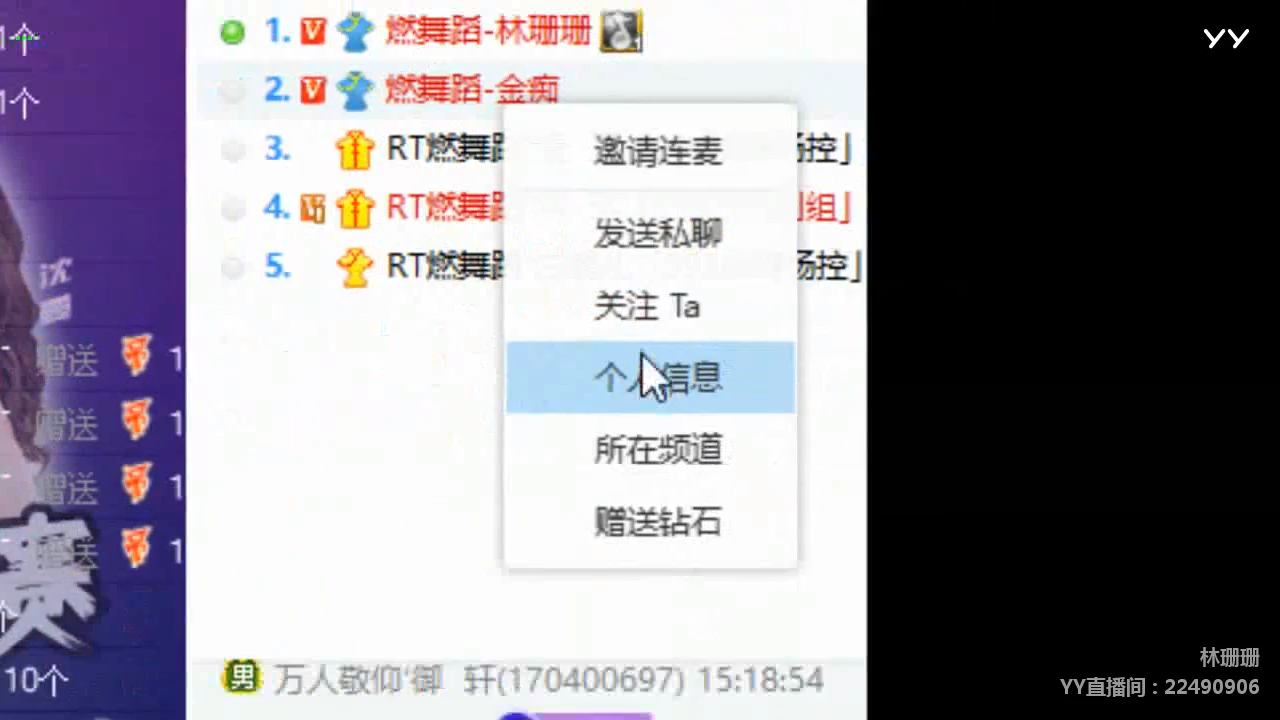 1个
1个
YY
1. V 燃舞蹈-林珊珊
2. V 燃舞蹈-金痴
3. RT燃舞蹈 场控」
4. RT燃舞蹈 组」
5. RT燃舞蹈 场控」
邀请连麦
发送私聊
关注 Ta
个人信息
所在频道
赠送钻石
赠送 1
赠送 1
赠送 1
赠送 1
赛
10个
男 万人敬仰‘御 轩(170400697) 15:18:54
林珊珊
YY直播间：22490906